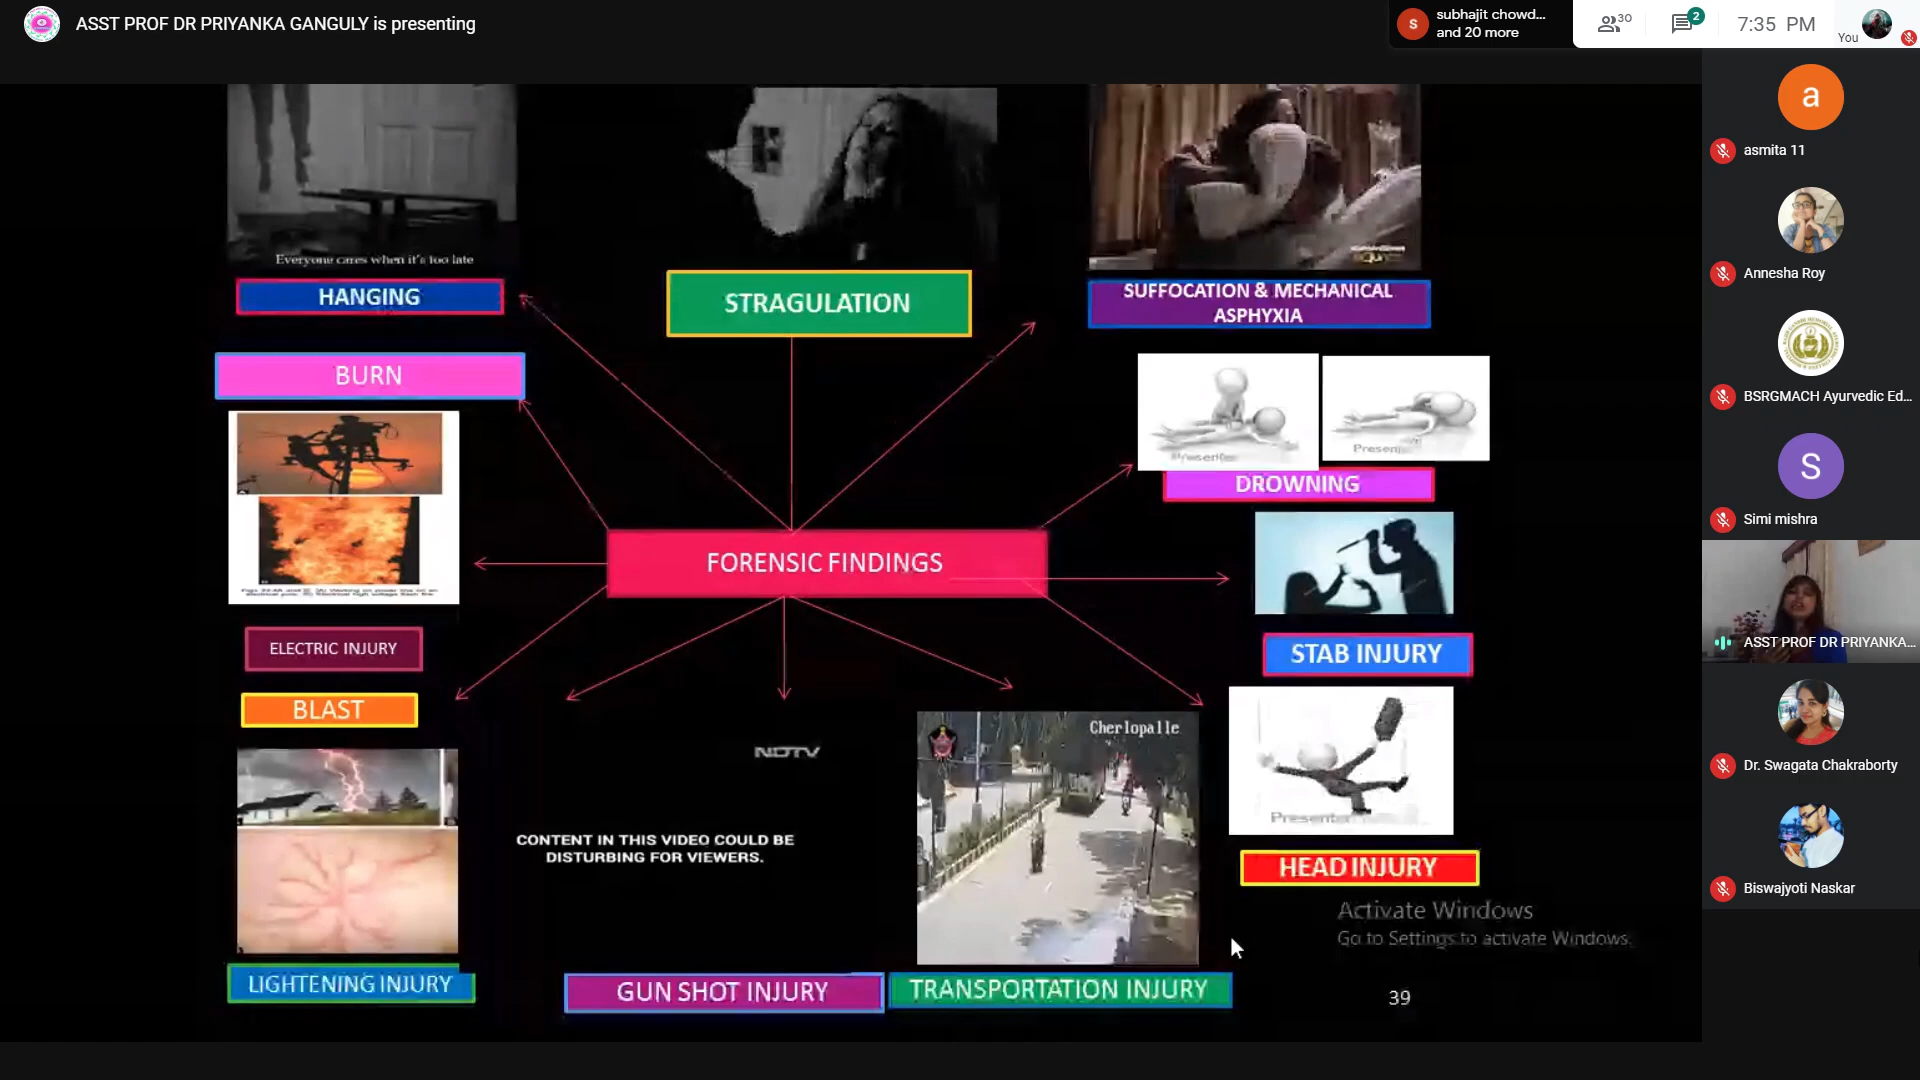 ASST PROF DR PRIYANKA GANGULY is presenting
S
subhajit chowd...
and 20 more
30
2
7:35 PM
You
a
asmita 11
Annesha Roy
BSRGMACH Ayurvedic Ed...
S
Simi mishra
ASST PROF DR PRIYANKA...
Dr. Swagata Chakraborty
Biswajyoti Naskar
Everyone cares when it's too late
HANGING
STRAGULATION
SUFFOCATION & MECHANICAL
ASPHYXIA
BURN
Presenter
Presen
DROWNING
FORENSIC FINDINGS
ELECTRIC INJURY
STAB INJURY
BLAST
NDTV
Cherlopalle
CONTENT IN THIS VIDEO COULD BE
DISTURBING FOR VIEWERS.
Presenter
HEAD INJURY
Activate Windows
Go to Settings to activate Windows.
LIGHTENING INJURY
GUN SHOT INJURY
TRANSPORTATION INJURY
39